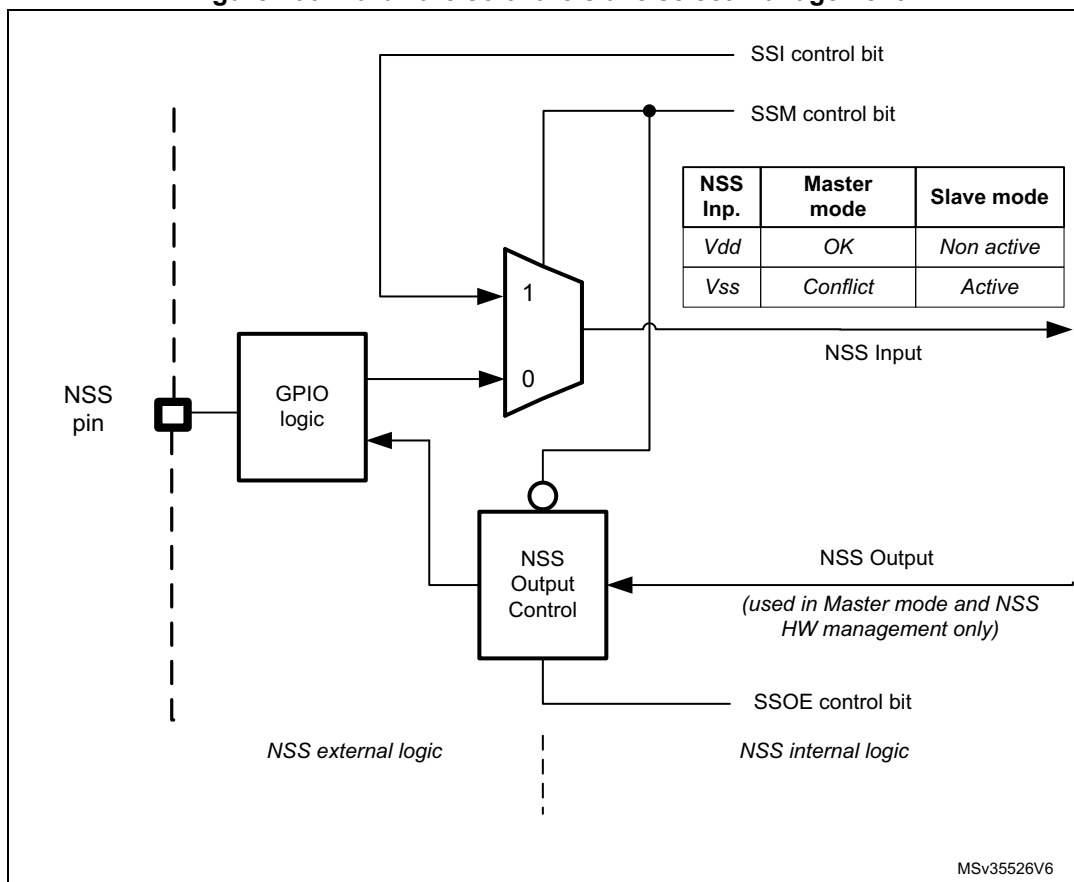 SSI control bit
SSM control bit
NSS Inp.
Master mode
Slave mode
Vdd
OK
Non active
Vss
Conflict
Active
1
0
NSS Input
NSS
pin
GPIO
logic
NSS
Output
Control
NSS Output
(used in Master mode and NSS
HW management only)
SSOE control bit
NSS external logic
NSS internal logic
MSv35526V6